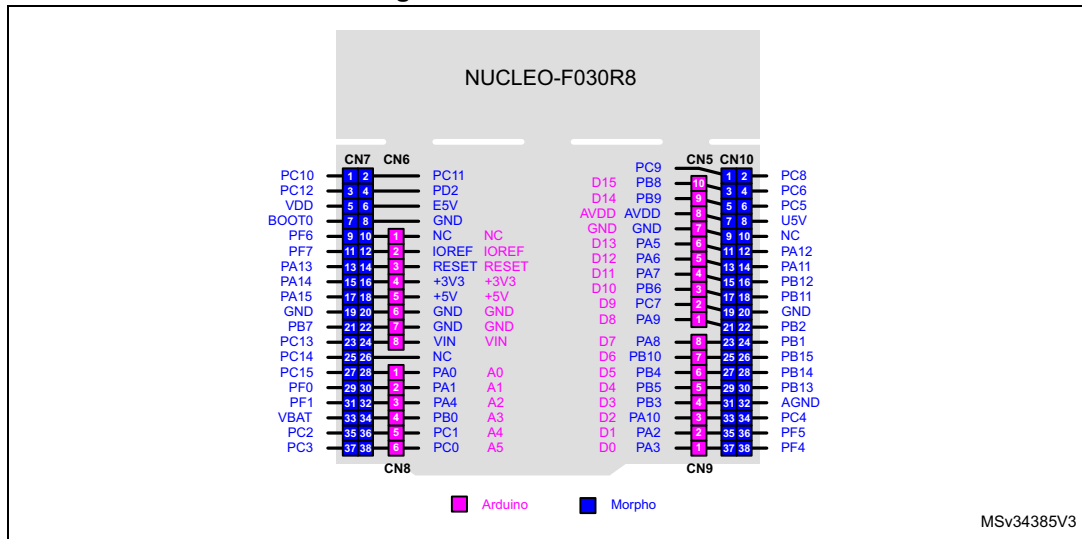 NUCLEO-F030R8
CN7 CN6 CN5 CN10
PC9
PC10 1 2 PC11 1 2 PC8
PC12 3 4 PD2 D15 PB8 10 3 4 PC6
VDD 5 6 E5V D14 PB9 9 5 6 PC5
BOOT0 7 8 GND AVDD AVDD 8 7 8 U5V
PF6 9 10 1 NC NC GND GND 7 9 10 NC
PF7 11 12 2 IOREF IOREF D13 PA5 6 11 12 PA12
PA13 13 14 3 RESET RESET D12 PA6 5 13 14 PA11
PA14 15 16 4 +3V3 +3V3 D11 PA7 4 15 16 PB12
PA15 17 18 5 +5V +5V D10 PB6 3 17 18 PB11
GND 19 20 6 GND GND D9 PC7 2 19 20 GND
PB7 21 22 7 GND GND D8 PA9 1 21 22 PB2
PC13 23 24 8 VIN VIN D7 PA8 8 23 24 PB1
PC14 25 26 NC D6 PB10 7 25 26 PB15
PC15 27 28 1 PA0 A0 D5 PB4 6 27 28 PB14
PF0 29 30 2 PA1 A1 D4 PB5 5 29 30 PB13
PF1 31 32 3 PA4 A2 D3 PB3 4 31 32 AGND
VBAT 33 34 4 PB0 A3 D2 PA10 3 33 34 PC4
PC2 35 36 5 PC1 A4 D1 PA2 2 35 36 PF5
PC3 37 38 6 PC0 A5 D0 PA3 1 37 38 PF4
CN8 CN9
Arduino Morpho
MSv34385V3